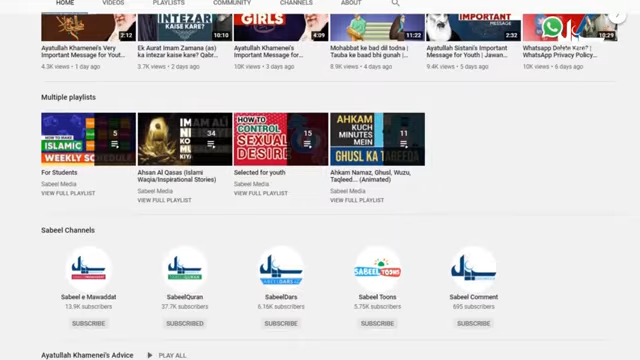 HOME VIDEOS PLAYLISTS COMMUNITY CHANNELS ABOUT
INTEZAR
KAISE KARE?
GIRLS
IMPORTANT
MESSAGE
2:12
10:10
4:09
11:22
2:32
10:29
Ayatullah Khamenei's Very
Important Message for You...
4.3K views • 1 day ago
Ek Aurat Imam Zamana (as)
ka intezar kaise kare? Qabr...
3.7K views • 2 days ago
Ayatullah Khamenei's
Important Message for Girls
10K views • 3 days ago
Mohabbat ke bad dil todna |
Tauba ke bad bhi gunah |...
8.9K views • 4 days ago
Ayatullah Sistani's Important
Message for Youth | Jawan...
9.4K views • 5 days ago
Whatsapp Delete Kare? |
WhatsApp Privacy Policy...
10K views • 6 days ago
Multiple playlists
HOW TO MAKE
ISLAMIC
WEEKLY SCHEDULE
5
IMAM ALI
34
HOW TO
CONTROL
SEXUAL
DESIRE
15
AHKAM
KUCH
MINUTES
MEIN
GHUSL KA TAREEQA
11
For Students
Sabeel Media
VIEW FULL PLAYLIST
Ahsan Al Qasas (Islami
Waqia/Inspirational Stories)
Sabeel Media
VIEW FULL PLAYLIST
Selected for youth
Sabeel Media
VIEW FULL PLAYLIST
Ahkam Namaz, Ghusl, Wuzu,
Taqleed... (Animated)
Sabeel Media
VIEW FULL PLAYLIST
Sabeel Channels
SABEEL TOONS
Sabeel e Mawaddat
13.9K subscribers
SUBSCRIBE
SabeelQuran
37.7K subscribers
SUBSCRIBED
SabeelDars
6.16K subscribers
SUBSCRIBE
Sabeel Toons
5.75K subscribers
SUBSCRIBE
Sabeel Comment
695 subscribers
SUBSCRIBE
Ayatullah Khamenei's Advice PLAY ALL